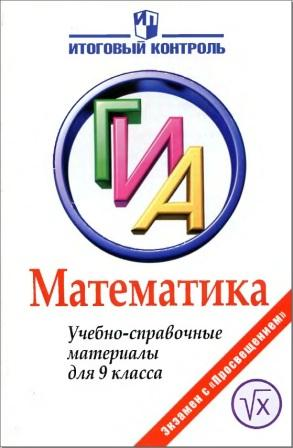 ИТОГОВЫЙ КОНТРОЛЬ
ГИА
Математика
Учебно-справочные
материалы
для 9 класса
Экзамен с «Просвещением»
√x